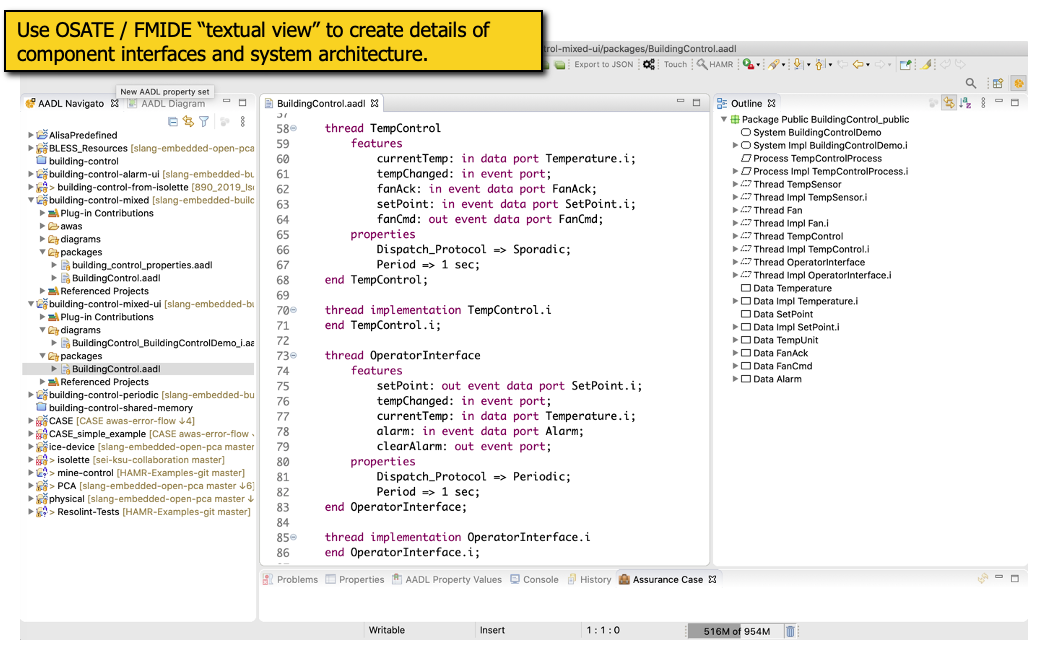 Use OSATE / FMIDE “textual view” to create details of
component interfaces and system architecture.
rol-mixed-ui/packages/BuildingControl.aadl
Export to JSON
Touch
HAMR
New AADL property set
AADL Navigato
AADL Diagram
AlisaPredefined
BLESS_Resources [slang-embedded-open-pca
building-control
building-control-alarm-ui [slang-embedded-bu
> building-control-from-isolette [890_2019_Is
building-control-mixed [slang-embedded-build
Plug-in Contributions
awas
diagrams
packages
building_control_properties.aadl
BuildingControl.aadl
Referenced Projects
building-control-mixed-ui [slang-embedded-bu
Plug-in Contributions
diagrams
BuildingControl_BuildingControlDemo_i.aa
packages
BuildingControl.aadl
Referenced Projects
building-control-periodic [slang-embedded-bu
building-control-shared-memory
CASE [CASE awas-error-flow ↓4]
CASE_simple_example [CASE awas-error-flow ↓
ice-device [slang-embedded-open-pca master
> isolette [sei-ksu-collaboration master]
> mine-control [HAMR-Examples-git master]
> PCA [slang-embedded-open-pca master ↓6]
physical [slang-embedded-open-pca master ↓
> Resolint-Tests [HAMR-Examples-git master]
BuildingControl.aadl
57
58 thread TempControl
59 features
60 currentTemp: in data port Temperature.i;
61 tempChanged: in event port;
62 fanAck: in event data port FanAck;
63 setPoint: in event data port SetPoint.i;
64 fanCmd: out event data port FanCmd;
65 properties
66 Dispatch_Protocol => Sporadic;
67 Period => 1 sec;
68 end TempControl;
69
70 thread implementation TempControl.i
71 end TempControl.i;
72
73 thread OperatorInterface
74 features
75 setPoint: out event data port SetPoint.i;
76 tempChanged: in event port;
77 currentTemp: in data port Temperature.i;
78 alarm: in event data port Alarm;
79 clearAlarm: out event port;
80 properties
81 Dispatch_Protocol => Periodic;
82 Period => 1 sec;
83 end OperatorInterface;
84
85 thread implementation OperatorInterface.i
86 end OperatorInterface.i;
Outline
Package Public BuildingControl_public
System BuildingControlDemo
System Impl BuildingControlDemo.i
Process TempControlProcess
Process Impl TempControlProcess.i
Thread TempSensor
Thread Impl TempSensor.i
Thread Fan
Thread Impl Fan.i
Thread TempControl
Thread Impl TempControl.i
Thread OperatorInterface
Thread Impl OperatorInterface.i
Data Temperature
Data Impl Temperature.i
Data SetPoint
Data Impl SetPoint.i
Data TempUnit
Data FanAck
Data FanCmd
Data Alarm
Problems
Properties
AADL Property Values
Console
History
Assurance Case
Writable
Insert
1 : 1 : 0
516M of 954M